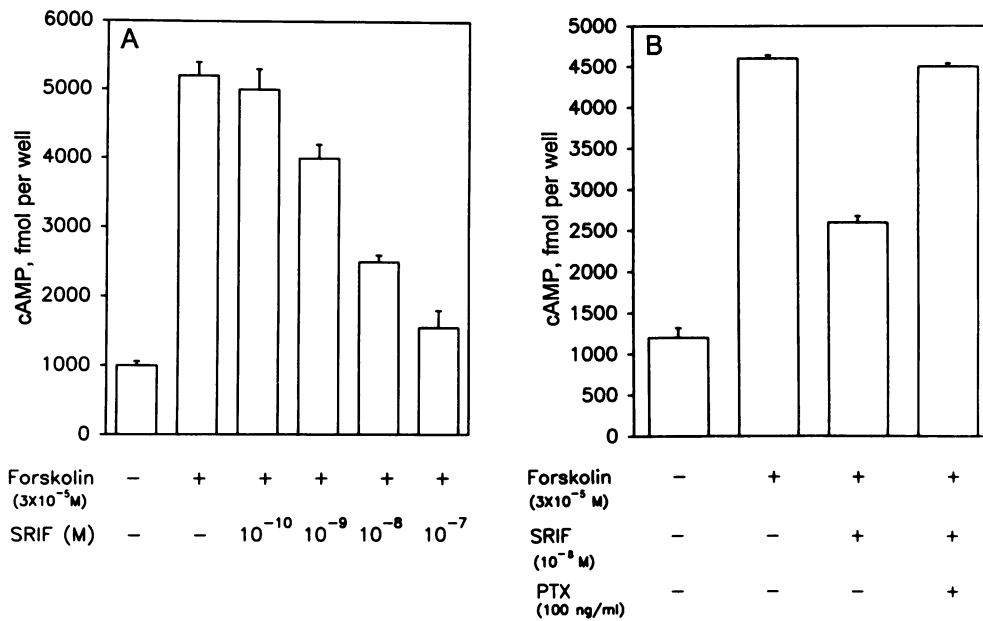 A
cAMP, fmol per well
6000
5000
4000
3000
2000
1000
0
Forskolin − + + + + +
(3X10⁻⁵M)
SRIF (M) − − 10⁻¹⁰ 10⁻⁹ 10⁻⁸ 10⁻⁷
B
cAMP, fmol per well
5000
4500
4000
3500
3000
2500
2000
1500
1000
500
0
Forskolin − + + +
(3X10⁻⁵ M)
SRIF − − + +
(10⁻⁸ M)
PTX − − − +
(100 ng/ml)